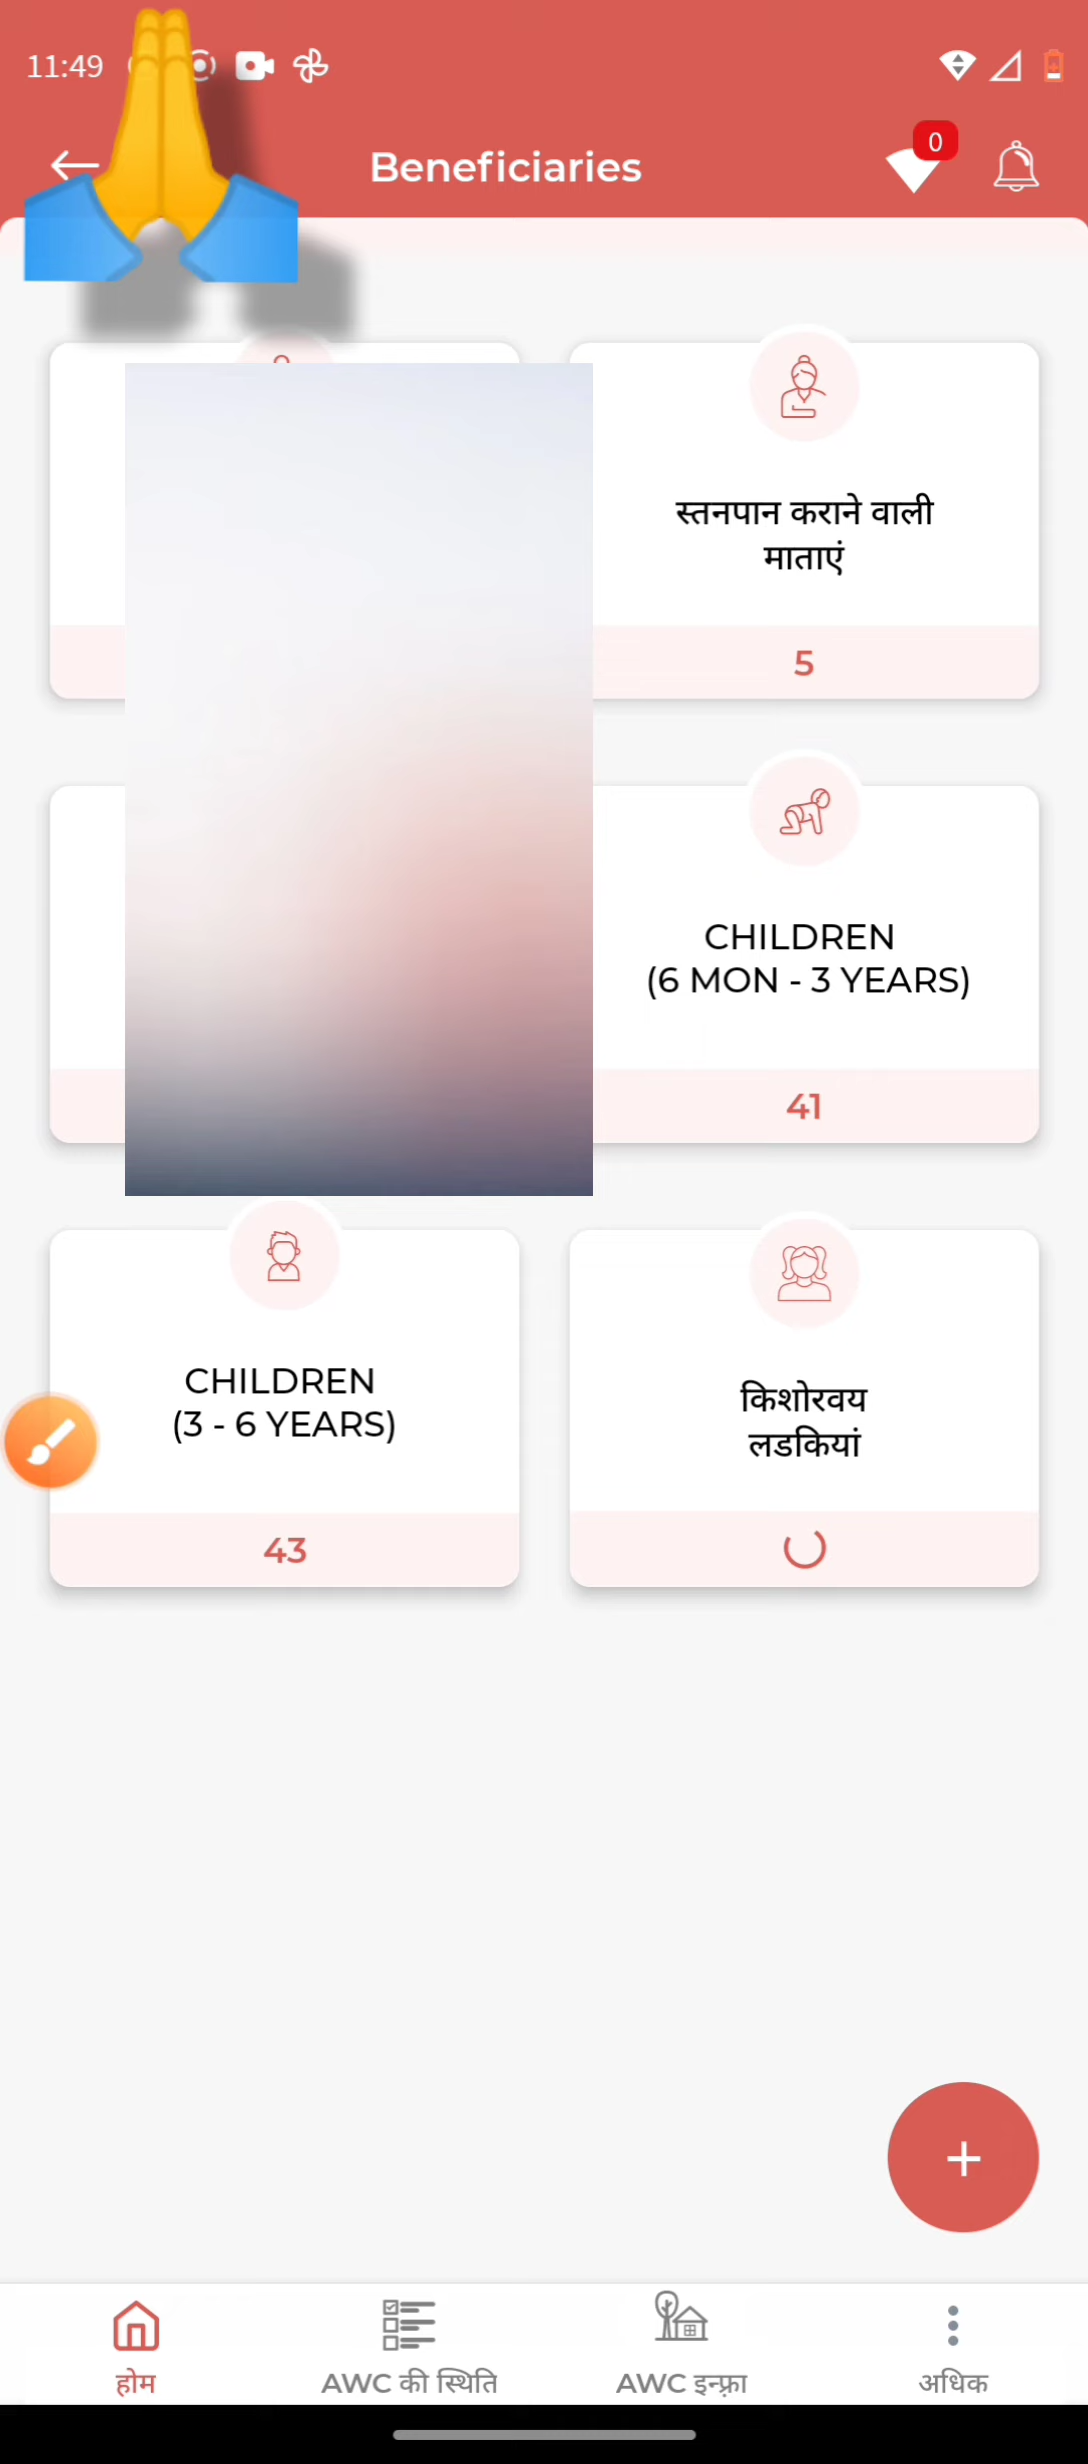 11:49
Beneficiaries
0
स्तनपान कराने वाली
माताएं
5
CHILDREN
(6 MON - 3 YEARS)
41
CHILDREN
(3 - 6 YEARS)
43
किशोरवय
लडकियां
+
होम
AWC की स्थिति
AWC इन्फ़्रा
अधिक